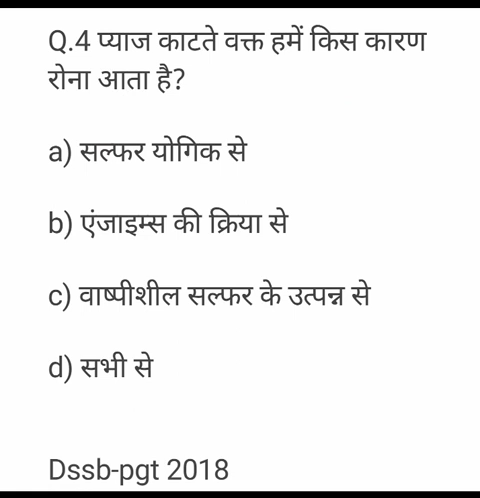 Q.4 प्याज काटते वक्त हमें किस कारण
रोना आता है?
a) सल्फर योगिक से
b) एंजाइम्स की क्रिया से
c) वाष्पीशील सल्फर के उत्पन्न से
d) सभी से
Dssb-pgt 2018